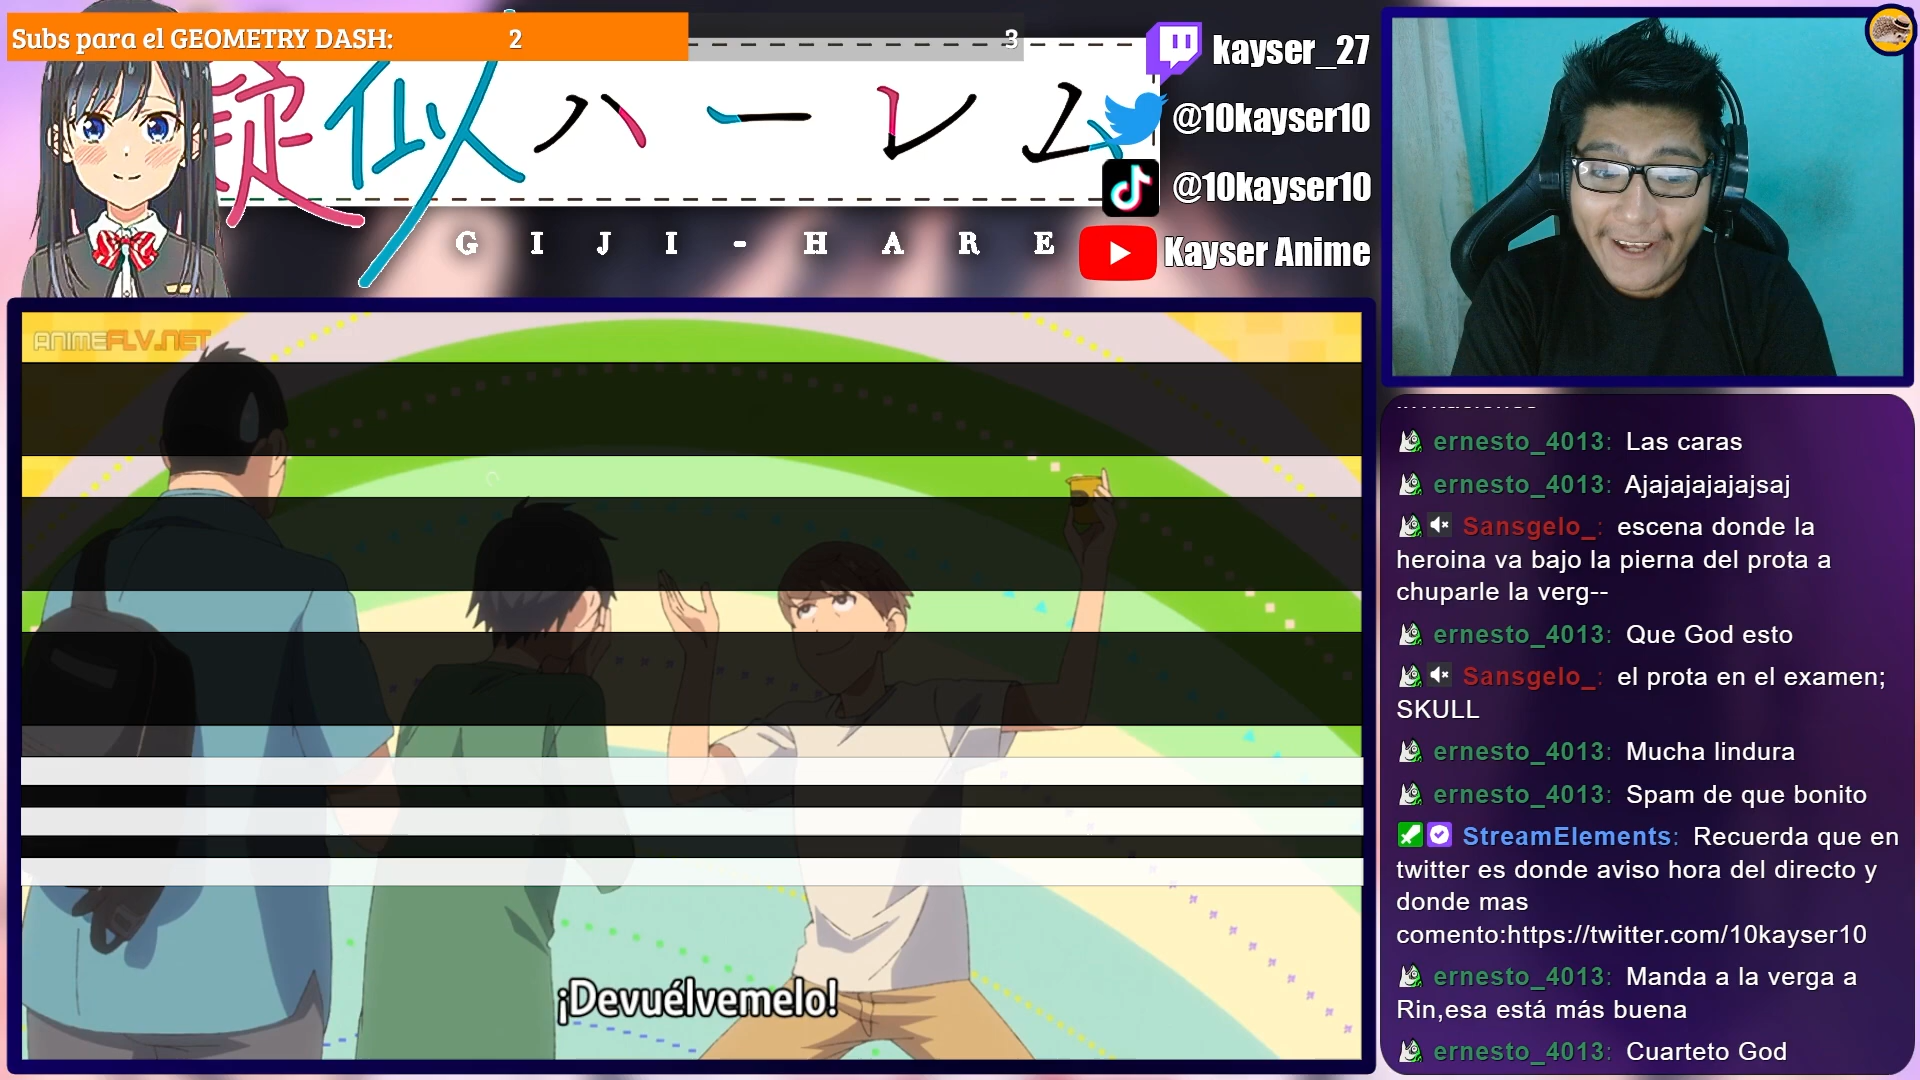 Subs para el GEOMETRY DASH: 2 3
疑似ハーレム
GIJI-HARE
kayser_27
@10kayser10
@10kayser10
Kayser Anime
ANIMEFLV.NET
¡Devuélvemelo!
ernesto_4013: Las caras
ernesto_4013: Ajajajajajajsaj
Sansgelo_: escena donde la
heroina va bajo la pierna del prota a
chuparle la verg--
ernesto_4013: Que God esto
Sansgelo_: el prota en el examen;
SKULL
ernesto_4013: Mucha lindura
ernesto_4013: Spam de que bonito
StreamElements: Recuerda que en
twitter es donde aviso hora del directo y
donde mas
comento:https://twitter.com/10kayser10
ernesto_4013: Manda a la verga a
Rin,esa está más buena
ernesto_4013: Cuarteto God